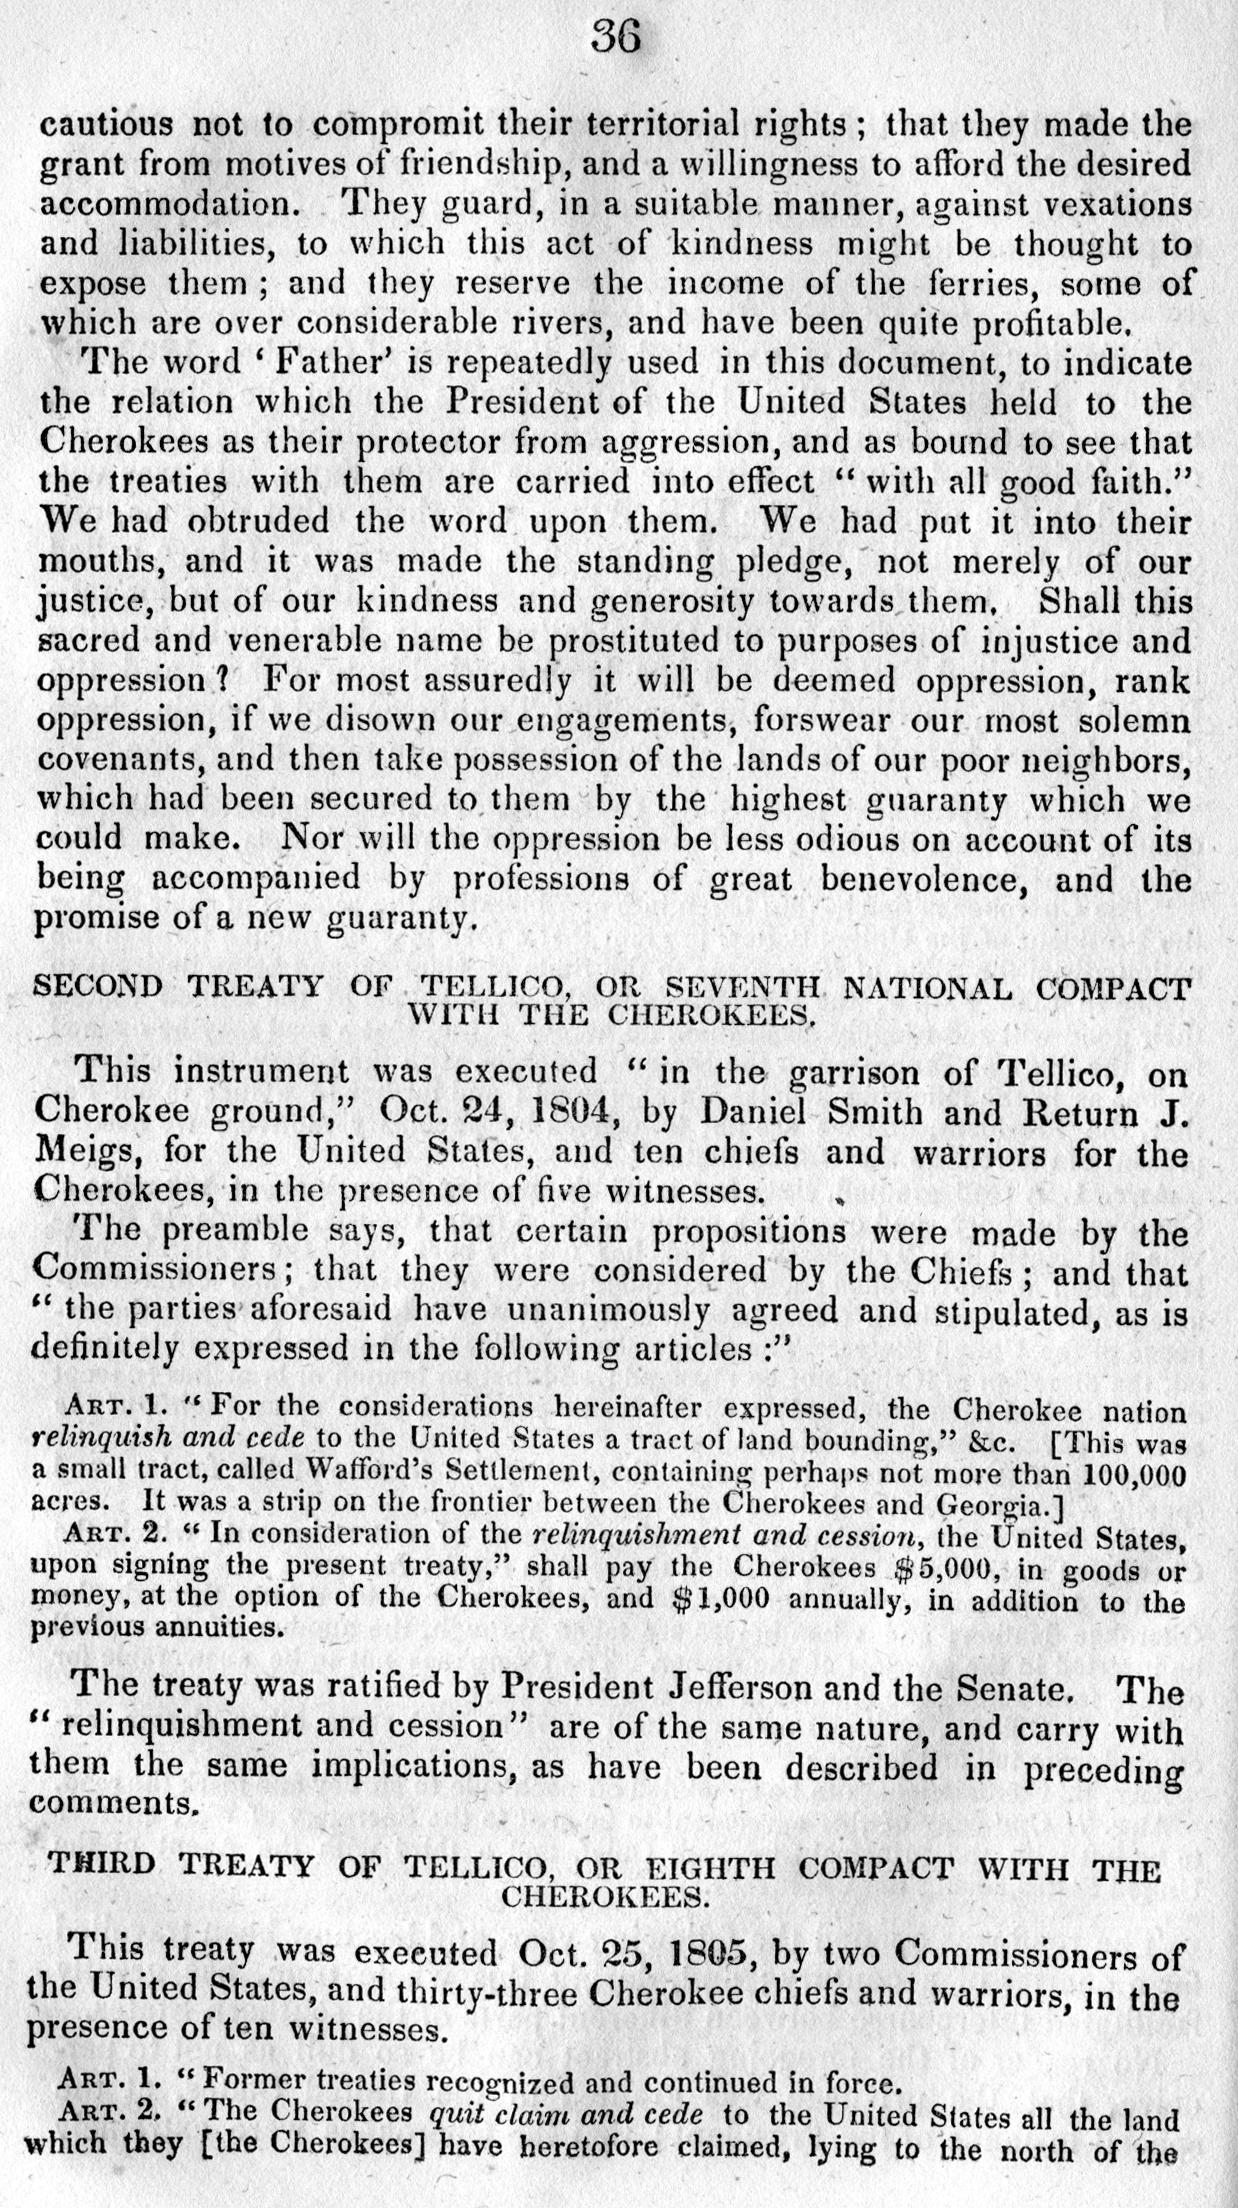 36
cautious not to compromit their territorial rights ; that they made the
grant from motives of friendship, and a willingness to afford the desired
accommodation. They guard, in a suitable manner, against vexations
and liabilities, to which this act of kindness might be thought to
expose them ; and they reserve the income of the ferries, some of
which are over considerable rivers, and have been quite profitable.
The word ‘ Father’ is repeatedly used in this document, to indicate
the relation which the President of the United States held to the
Cherokees as their protector from aggression, and as bound to see that
the treaties with them are carried into effect “ with all good faith.”
We had obtruded the word upon them. We had put it into their
mouths, and it was made the standing pledge, not merely of our
justice, but of our kindness and generosity towards them. Shall this
sacred and venerable name be prostituted to purposes of injustice and
oppression ? For most assuredly it will be deemed oppression, rank
oppression, if we disown our engagements, forswear our most solemn
covenants, and then take possession of the lands of our poor neighbors,
which had been secured to them by the highest guaranty which we
could make. Nor will the oppression be less odious on account of its
being accompanied by professions of great benevolence, and the
promise of a new guaranty.
SECOND TREATY OF TELLICO, OR SEVENTH NATIONAL COMPACT
WITH THE CHEROKEES.
This instrument was executed “ in the garrison of Tellico, on
Cherokee ground,” Oct. 24, 1804, by Daniel Smith and Return J.
Meigs, for the United States, and ten chiefs and warriors for the
Cherokees, in the presence of five witnesses.
The preamble says, that certain propositions were made by the
Commissioners ; that they were considered by the Chiefs ; and that
“ the parties aforesaid have unanimously agreed and stipulated, as is
definitely expressed in the following articles :”
ART. 1. “ For the considerations hereinafter expressed, the Cherokee nation
relinquish and cede to the United States a tract of land bounding,” &c. [This was
a small tract, called Wafford’s Settlement, containing perhaps not more than 100,000
acres. It was a strip on the frontier between the Cherokees and Georgia.]
ART. 2. “ In consideration of the relinquishment and cession, the United States,
upon signing the present treaty,” shall pay the Cherokees $5,000, in goods or
money, at the option of the Cherokees, and $1,000 annually, in addition to the
previous annuities.
The treaty was ratified by President Jefferson and the Senate. The
“ relinquishment and cession” are of the same nature, and carry with
them the same implications, as have been described in preceding
comments.
THIRD TREATY OF TELLICO, OR EIGHTH COMPACT WITH THE
CHEROKEES.
This treaty was executed Oct. 25, 1805, by two Commissioners of
the United States, and thirty-three Cherokee chiefs and warriors, in the
presence of ten witnesses.
ART. 1. “ Former treaties recognized and continued in force.
ART. 2. “ The Cherokees quit claim and cede to the United States all the land
which they [the Cherokees] have heretofore claimed, lying to the north of the